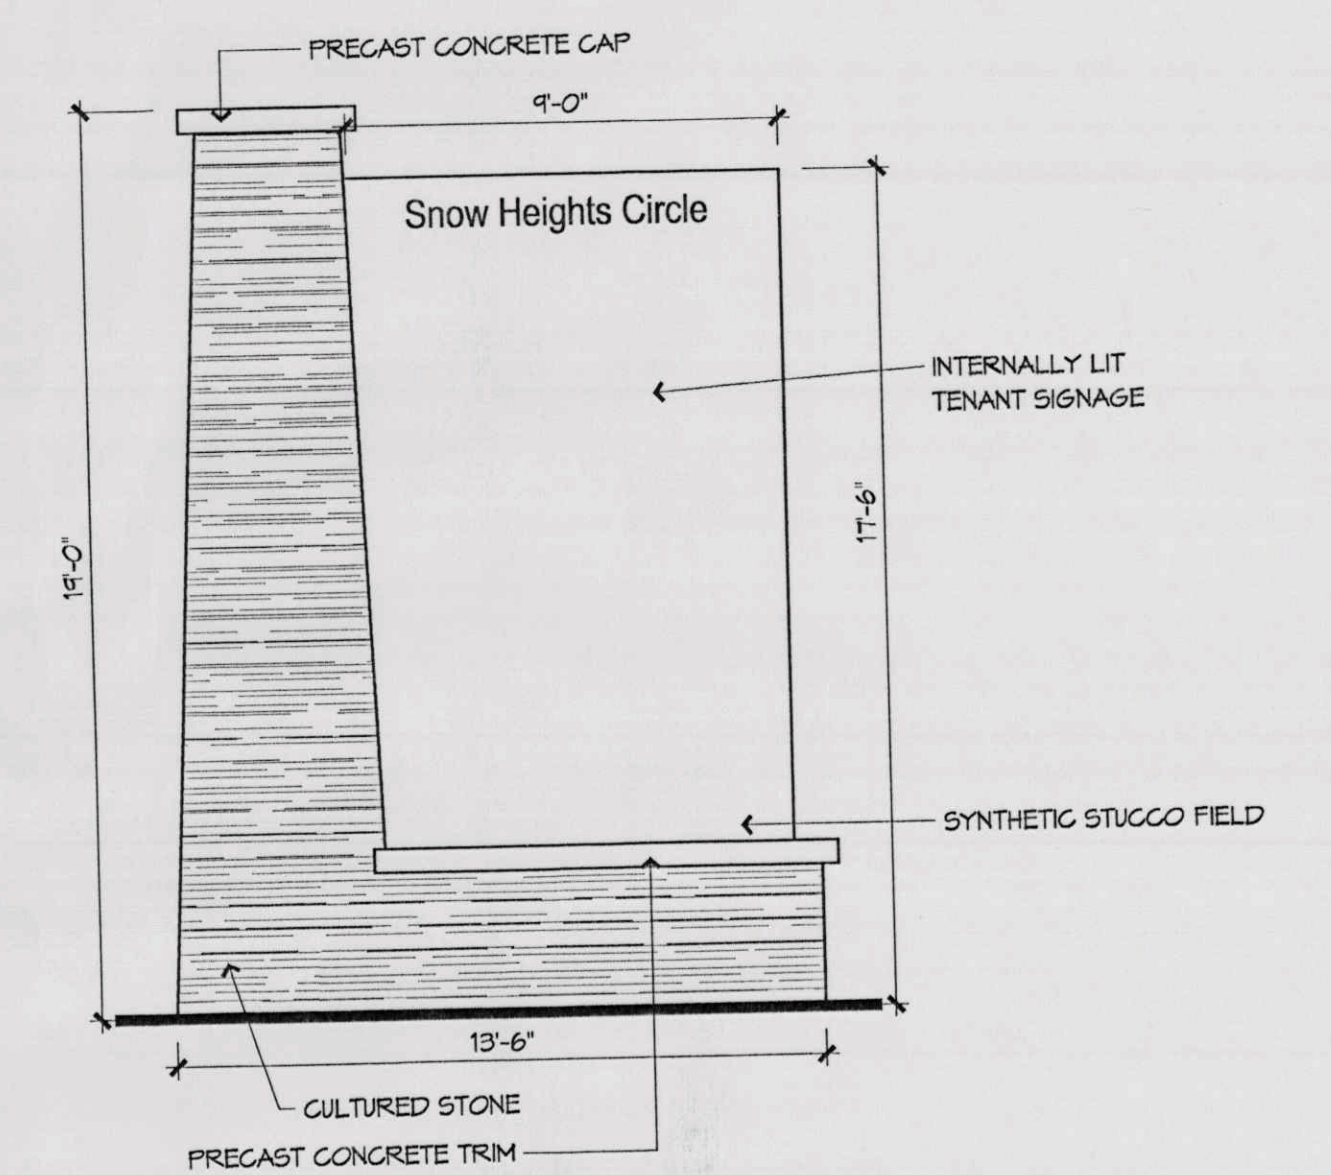 PRECAST CONCRETE CAP
9'-0"
Snow Heights Circle
INTERNALLY LIT
TENANT SIGNAGE
17'-6"
19'-0"
SYNTHETIC STUCCO FIELD
13'-6"
CULTURED STONE
PRECAST CONCRETE TRIM